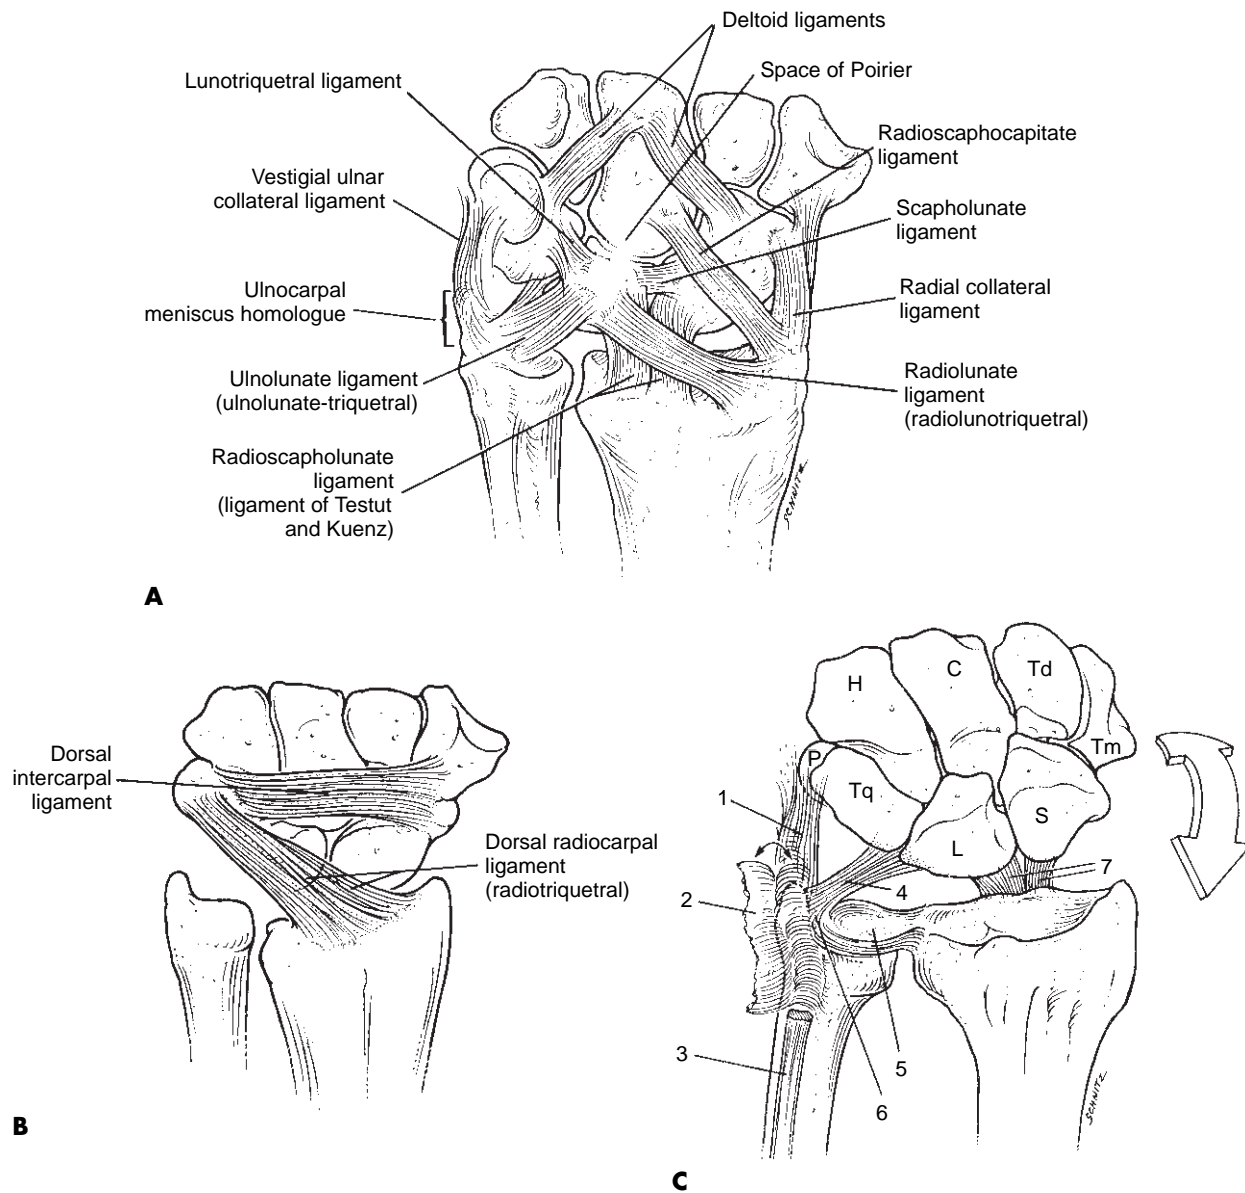 Deltoid ligaments
Lunotriquetral ligament
Space of Poirier
Radioscaphocapitate
ligament
Vestigial ulnar
collateral ligament
Scapholunate
ligament
Ulnocarpal
meniscus homologue
Radial collateral
ligament
Ulnolunate ligament
(ulnolunate-triquetral)
Radiolunate
ligament
(radiolunotriquetral)
Radioscapholunate
ligament
(ligament of Testut
and Kuenz)
SCHNITZ
A
Dorsal
intercarpal
ligament
Dorsal radiocarpal
ligament
(radiotriquetral)
B
H
C
Td
Tm
P
Tq
S
L
1
2
3
4
5
6
7
SCHNITZ
C